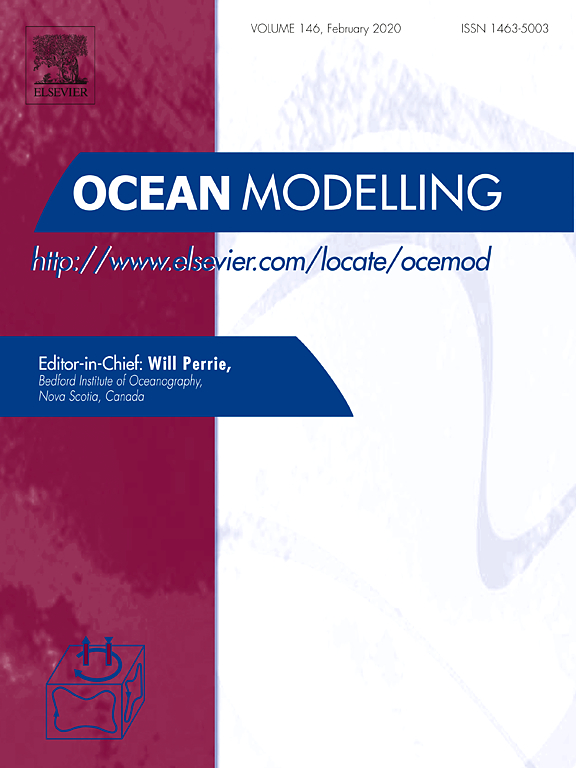 VOLUME 146, February 2020 ISSN 1463-5003
ELSEVIER
OCEAN MODELLING
http://www.elsevier.com/locate/ocemod
Editor-in-Chief: Will Perrie,
Bedford Institute of Oceanography,
Nova Scotia, Canada